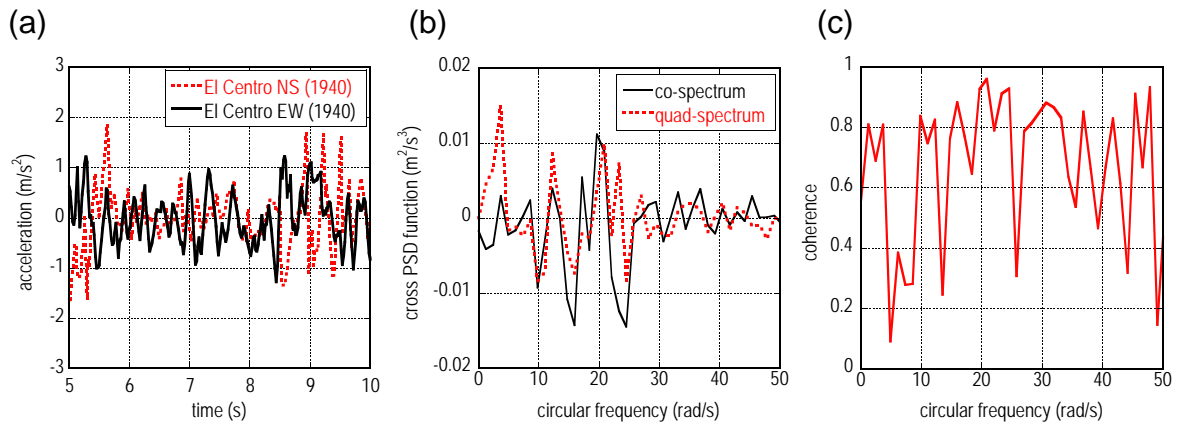 (a)
3
2
1
0
-1
-2
-3
5 6 7 8 9 10
time (s)
acceleration (m/s²)
El Centro NS (1940)
El Centro EW (1940)
(b)
0.02
0.01
0
-0.01
-0.02
0 10 20 30 40 50
circular frequency (rad/s)
cross PSD function (m²/s³)
co-spectrum
quad-spectrum
(c)
1
0.8
0.6
0.4
0.2
0
0 10 20 30 40 50
circular frequency (rad/s)
coherence